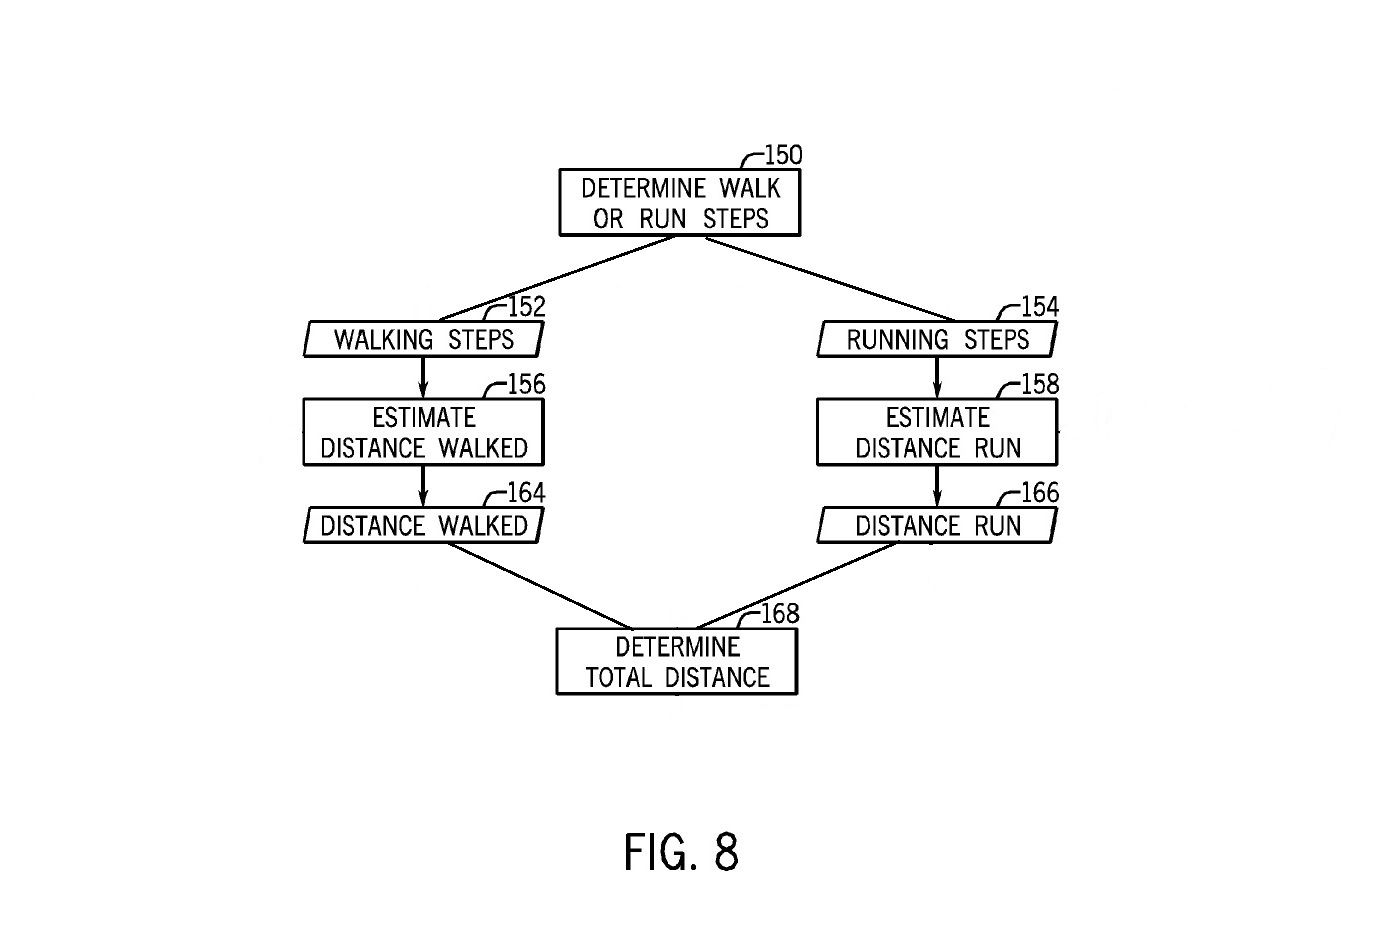 150
DETERMINE WALK
OR RUN STEPS
152
WALKING STEPS
154
RUNNING STEPS
156
ESTIMATE
DISTANCE WALKED
158
ESTIMATE
DISTANCE RUN
164
DISTANCE WALKED
166
DISTANCE RUN
168
DETERMINE
TOTAL DISTANCE
FIG. 8